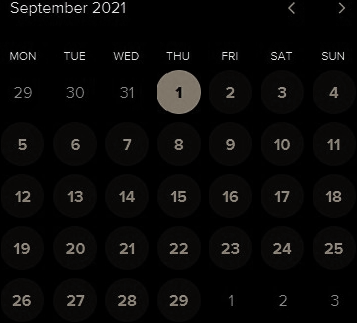 September 2021
MON TUE WED THU FRI SAT SUN
29 30 31 1 2 3 4
5 6 7 8 9 10 11
12 13 14 15 16 17 18
19 20 21 22 23 24 25
26 27 28 29 1 2 3